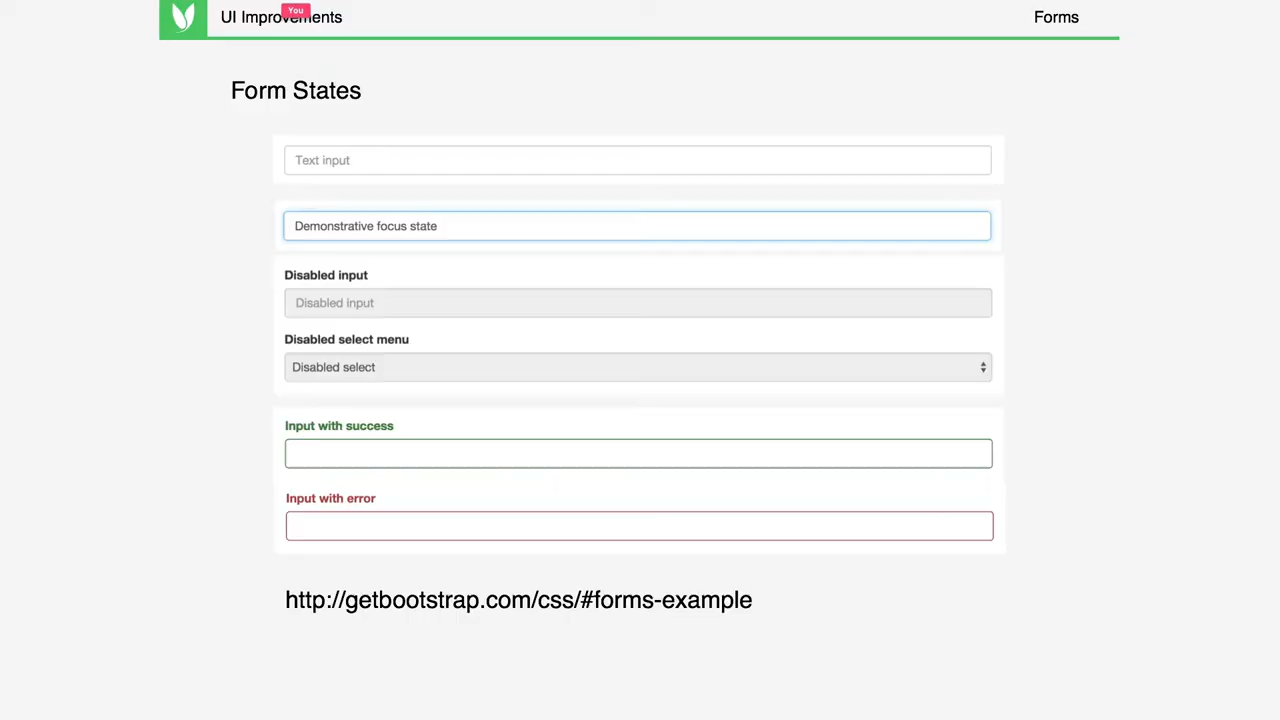 You
UI Improvements
Forms
Form States
Text input
Demonstrative focus state
Disabled input
Disabled input
Disabled select menu
Disabled select
Input with success
Input with error
http://getbootstrap.com/css/#forms-example